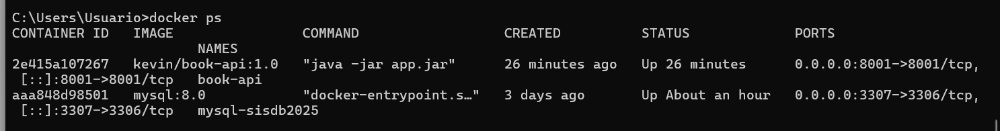 C:\Users\Usuario>docker ps
CONTAINER ID   IMAGE                COMMAND                  CREATED          STATUS             PORTS
                       NAMES
2e415a107267   kevin/book-api:1.0   "java -jar app.jar"      26 minutes ago   Up 26 minutes      0.0.0.0:8001->8001/tcp,
 [::]:8001->8001/tcp   book-api
aaa848d98501   mysql:8.0            "docker-entrypoint.s…"   3 days ago       Up About an hour   0.0.0.0:3307->3306/tcp,
 [::]:3307->3306/tcp   mysql-sisdb2025